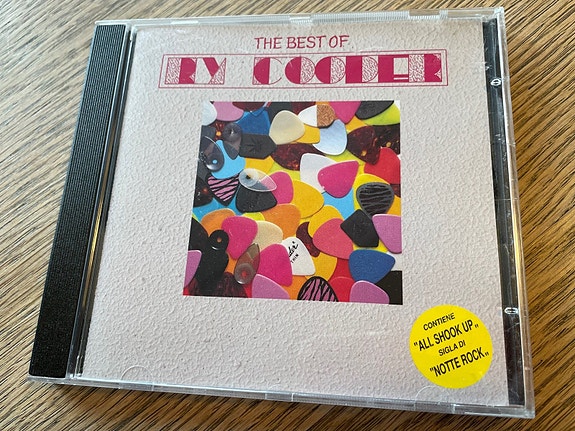 THE BEST OF
RY COODER
CONTIENE
"ALL SHOOK UP„
SIGLA DI
"NOTTE ROCK„